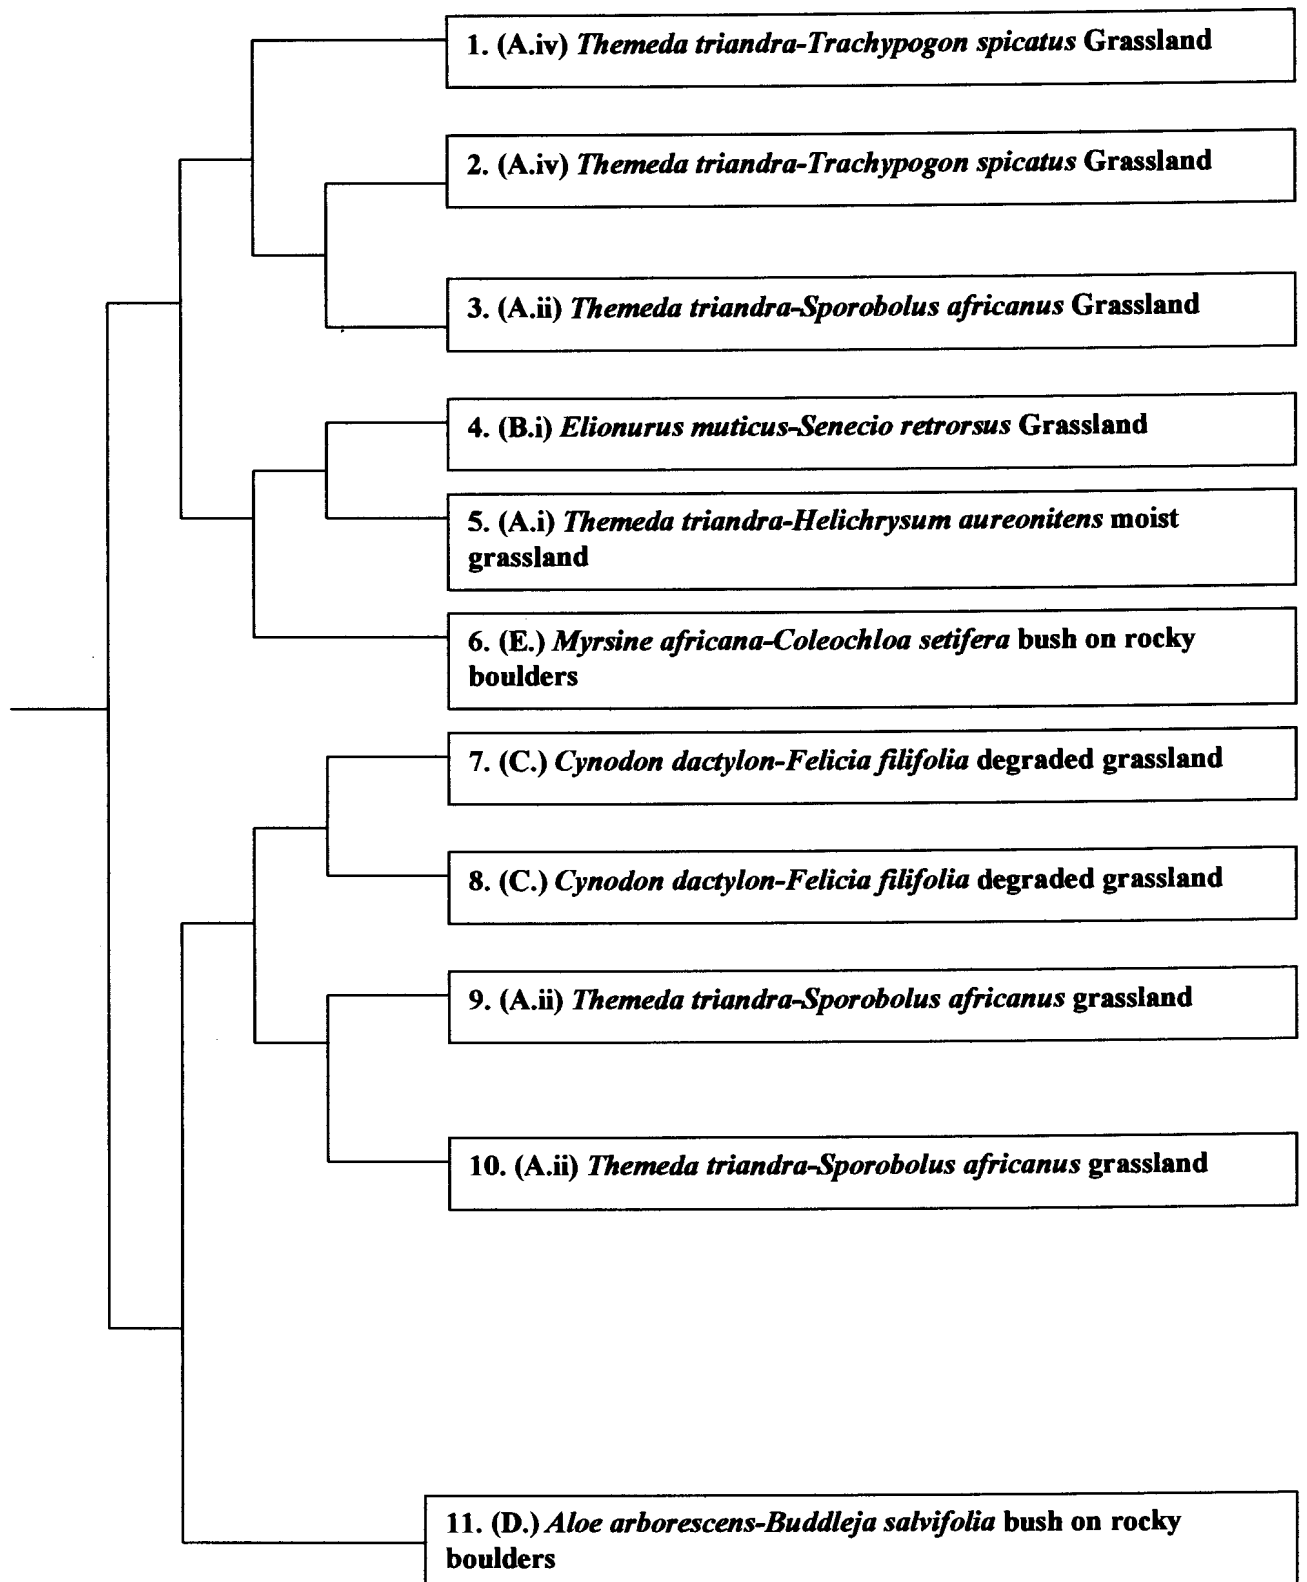 1. (A.iv) Themeda triandra-Trachypogon spicatus Grassland
2. (A.iv) Themeda triandra-Trachypogon spicatus Grassland
3. (A.ii) Themeda triandra-Sporobolus africanus Grassland
4. (B.i) Elionurus muticus-Senecio retrorsus Grassland
5. (A.i) Themeda triandra-Helichrysum aureonitens moist
grassland
6. (E.) Myrsine africana-Coleochloa setifera bush on rocky
boulders
7. (C.) Cynodon dactylon-Felicia filifolia degraded grassland
8. (C.) Cynodon dactylon-Felicia filifolia degraded grassland
9. (A.ii) Themeda triandra-Sporobolus africanus grassland
10. (A.ii) Themeda triandra-Sporobolus africanus grassland
11. (D.) Aloe arborescens-Buddleja salvifolia bush on rocky
boulders